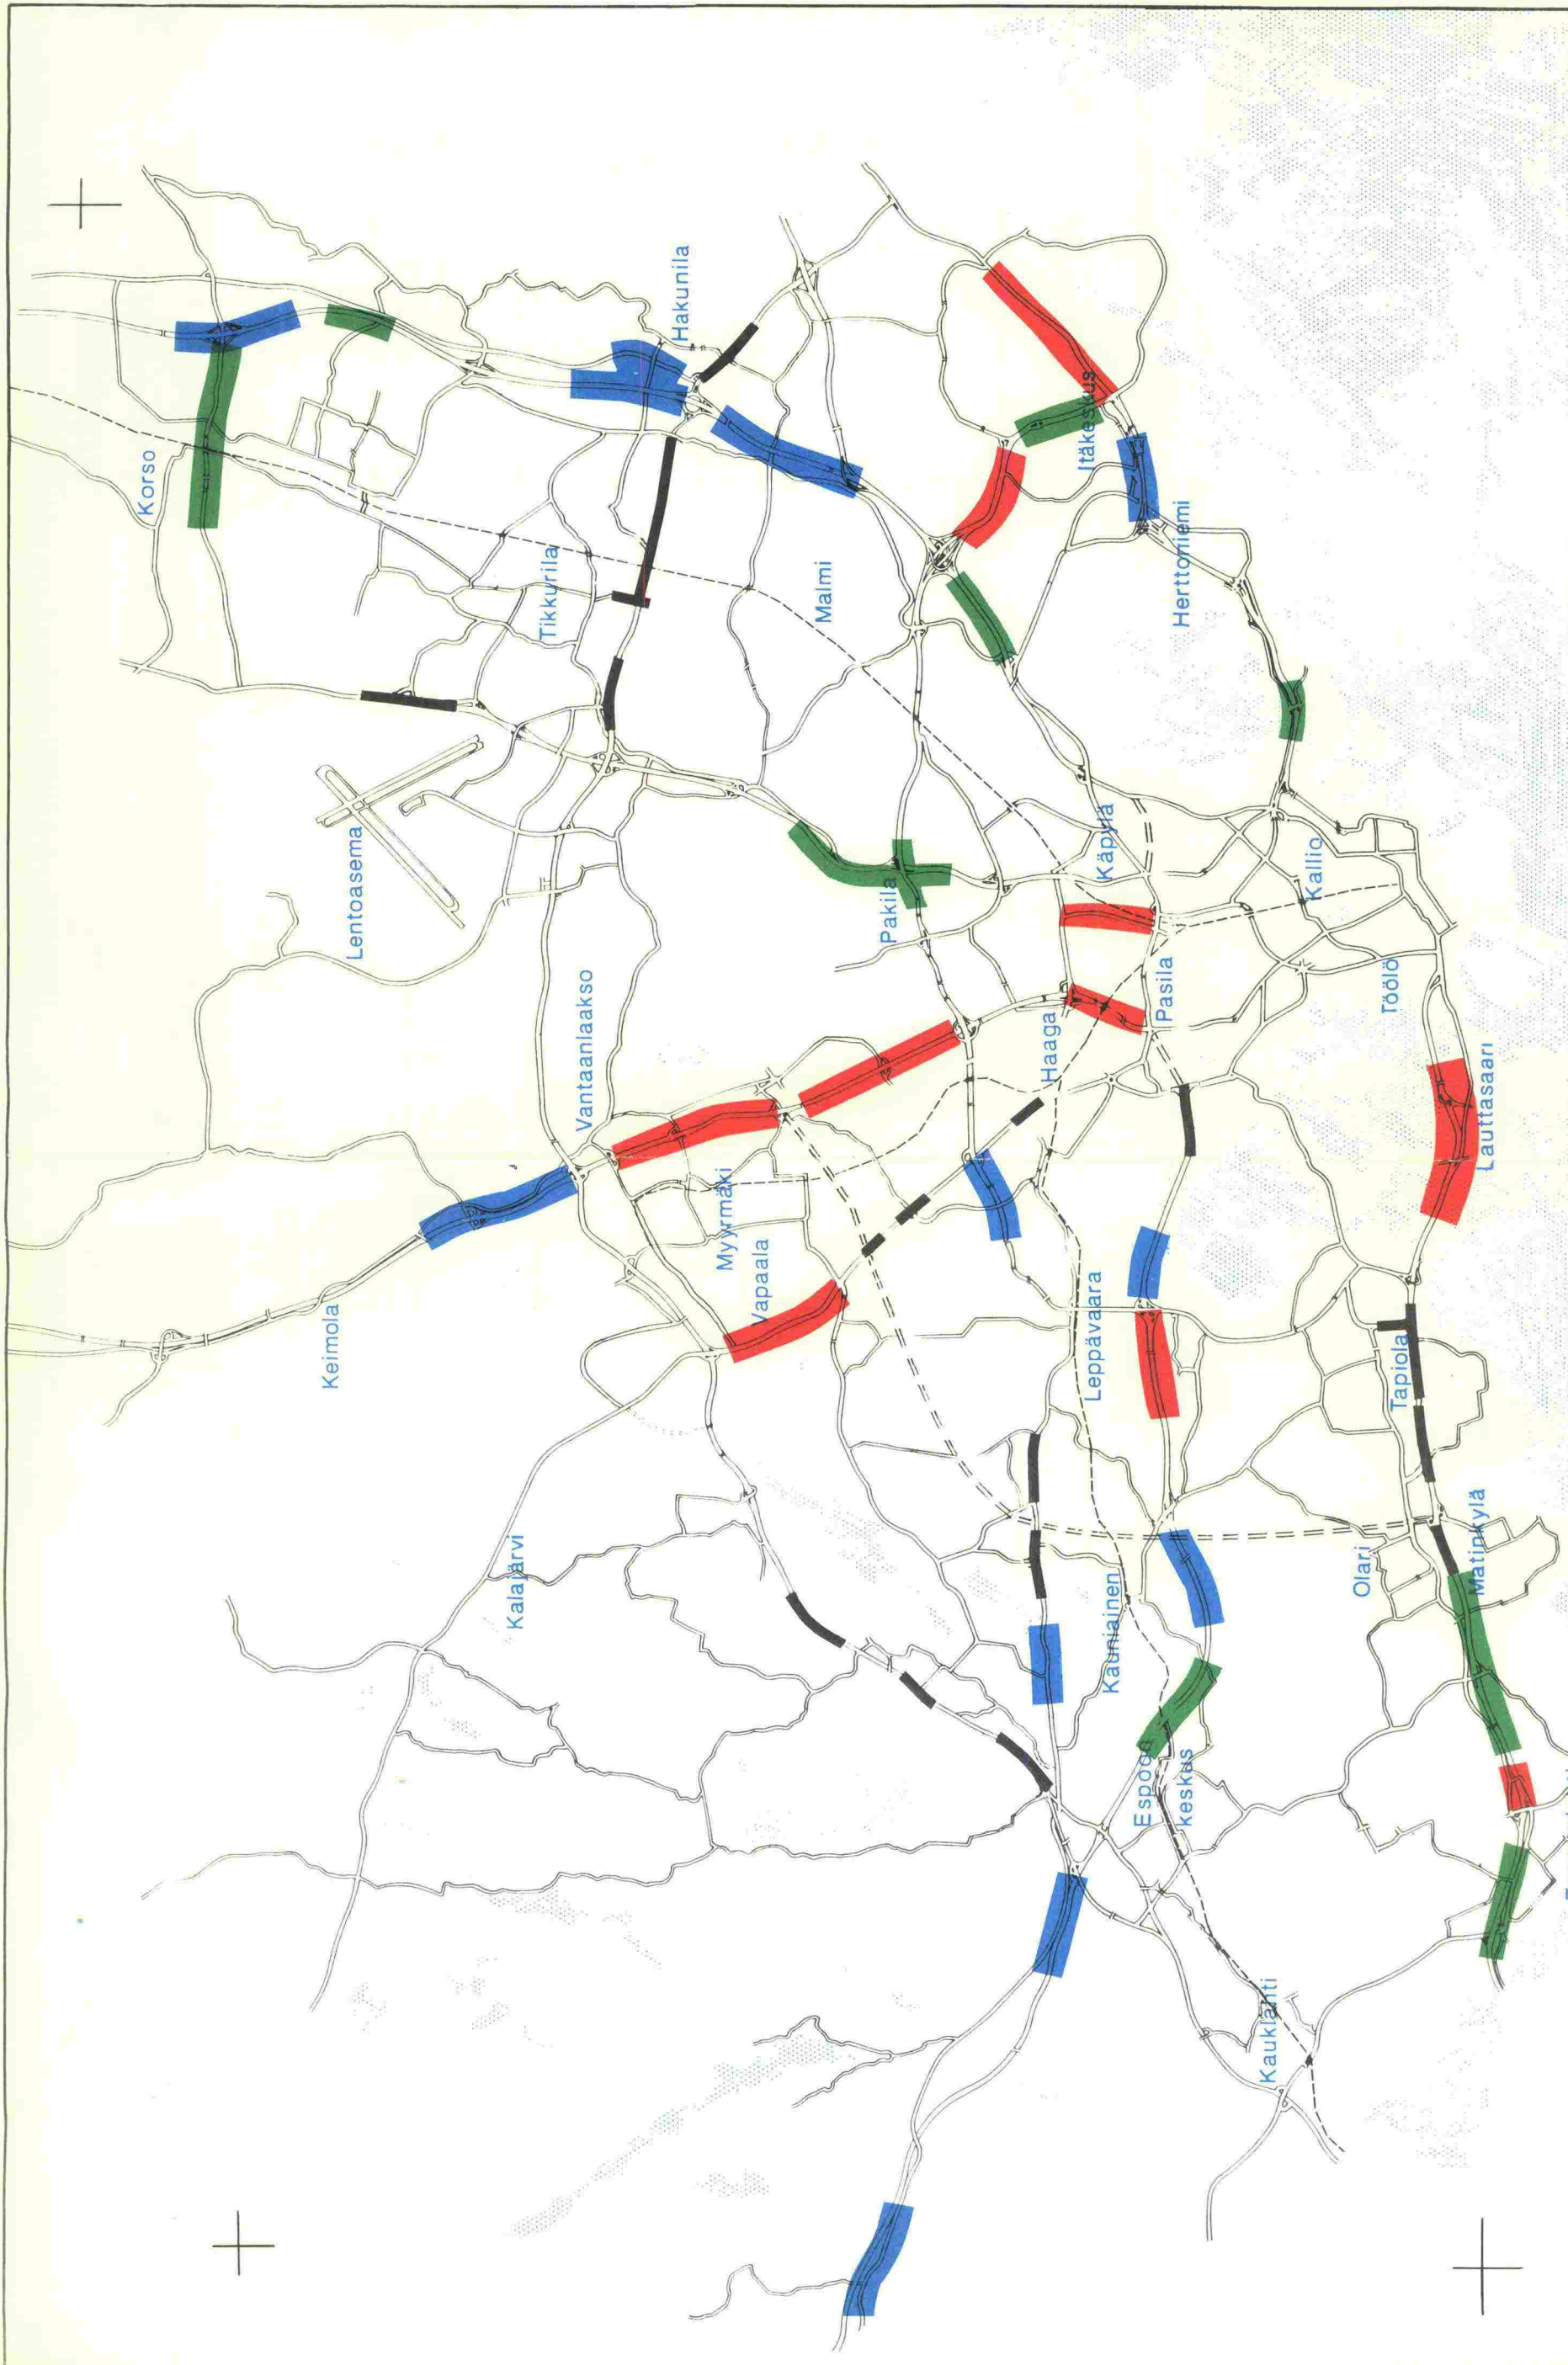 Korso
Hakunila
Tikkurila
Lentoasema
Malmi
Itäkeskus
Herttoniemi
Vantaanlaakso
Pakila
Käpylä
Keimola
Myyrmäki
Vapaala
Haaga
Pasila
Kallio
Töölö
Lauttasaari
Kalajärvi
Leppävaara
Tapiola
Kauniainen
Olari
Matinkylä
Espoon
keskus
Kauklahti